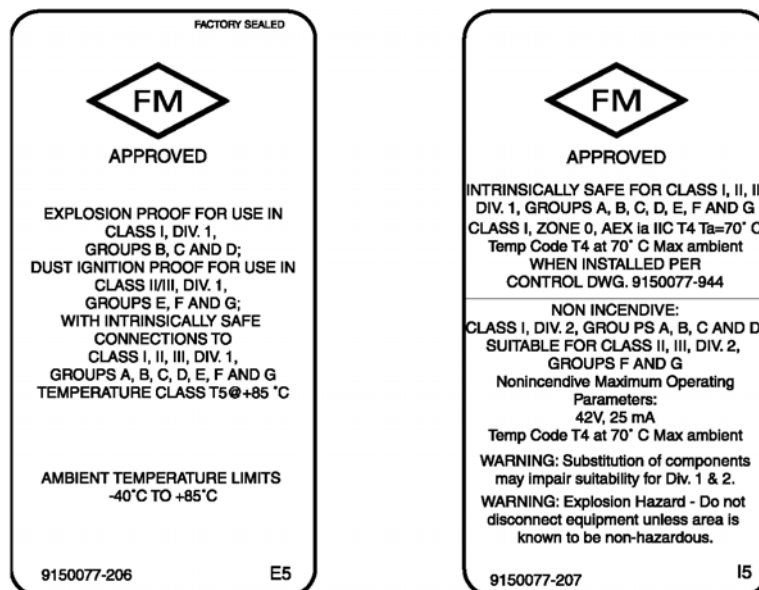 FACTORY SEALED
FM
APPROVED
EXPLOSION PROOF FOR USE IN
CLASS I, DIV. 1,
GROUPS B, C AND D;
DUST IGNITION PROOF FOR USE IN
CLASS II/III, DIV. 1,
GROUPS E, F AND G;
WITH INTRINSICALLY SAFE
CONNECTIONS TO
CLASS I, II, III, DIV. 1,
GROUPS A, B, C, D, E, F AND G
TEMPERATURE CLASS T5@+85 °C
AMBIENT TEMPERATURE LIMITS
-40°C TO +85°C
9150077-206
E5
FM
APPROVED
INTRINSICALLY SAFE FOR CLASS I, II, II
DIV. 1, GROUPS A, B, C, D, E, F AND G
CLASS I, ZONE 0, AEX ia IIC T4 Ta=70° C
Temp Code T4 at 70° C Max ambient
WHEN INSTALLED PER
CONTROL DWG. 9150077-944
NON INCENDIVE:
CLASS I, DIV. 2, GROU PS A, B, C AND D
SUITABLE FOR CLASS II, III, DIV. 2,
GROUPS F AND G
Nonincendive Maximum Operating
Parameters:
42V, 25 mA
Temp Code T4 at 70° C Max ambient
WARNING: Substitution of components
may impair suitability for Div. 1 & 2.
WARNING: Explosion Hazard - Do not
disconnect equipment unless area is
known to be non-hazardous.
9150077-207
I5